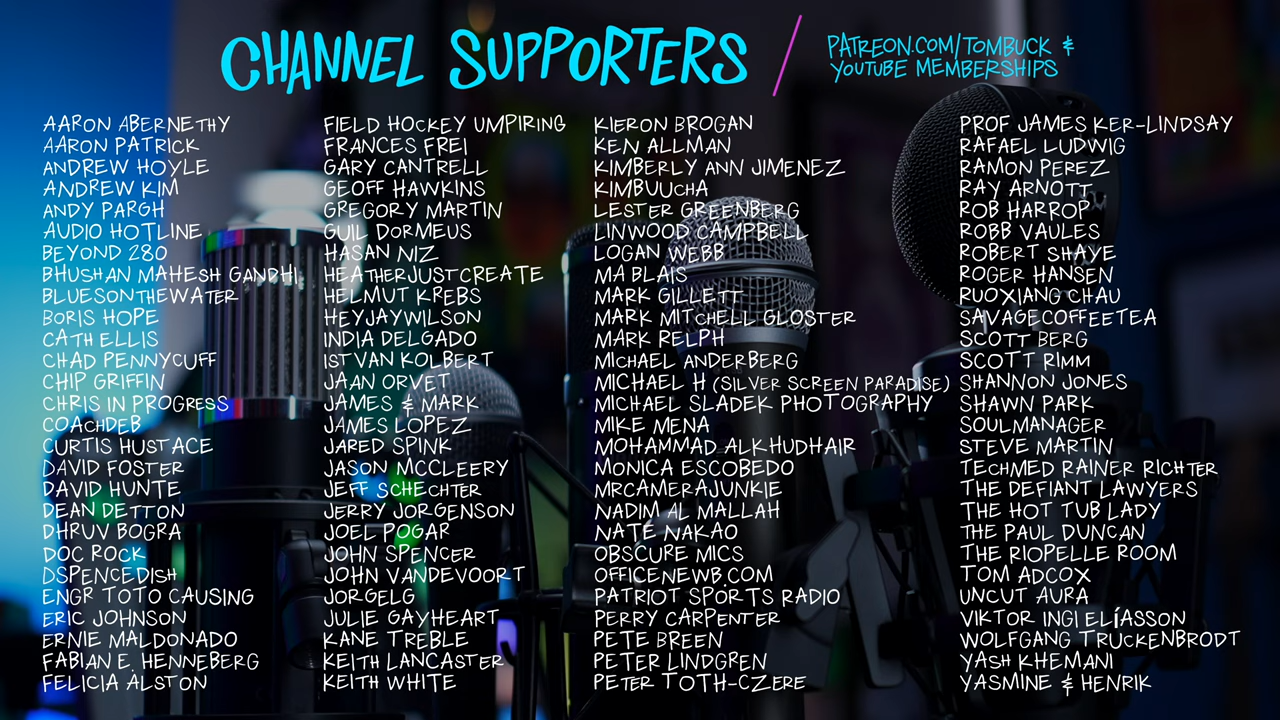 CHANNEL SUPPORTERS / PATREON.COM/TOMBUCK &
YOUTUBE MEMBERSHIPS
AARON ABERNETHY
AARON PATRICK
ANDREW HOYLE
ANDREW KIM
ANDY PARGH
AUDIO HOTLINE
BEYOND 280
BHUSHAN MAHESH GANDHI
BLUESONTHEWATER
BORIS HOPE
CATH ELLIS
CHAD PENNYCUFF
CHIP GRIFFIN
CHRIS IN PROGRESS
COACHDEB
CURTIS HUSTACE
DAVID FOSTER
DAVID HUNTE
DEAN DETTON
DHRUV BOGRA
DOC ROCK
DSPENCEDISH
ENGR TOTO CAUSING
ERIC JOHNSON
ERNIE MALDONADO
FABIAN E. HENNEBERG
FELICIA ALSTON
FIELD HOCKEY UMPIRING
FRANCES FREI
GARY CANTRELL
GEOFF HAWKINS
GREGORY MARTIN
GUIL DORMEUS
HASAN NIZ
HEATHERJUSTCREATE
HELMUT KREBS
HEYJAYWILSON
INDIA DELGADO
ISTVAN KOLBERT
JAAN ORVET
JAMES & MARK
JAMES LOPEZ
JARED SPINK
JASON MCCLEERY
JEFF SCHECHTER
JERRY JORGENSON
JOEL POGAR
JOHN SPENCER
JOHN VANDEVOORT
JORGELG
JULIE GAYHEART
KANE TREBLE
KEITH LANCASTER
KEITH WHITE
KIERON BROGAN
KEN ALLMAN
KIMBERLY ANN JIMENEZ
KIMBUUCHA
LESTER GREENBERG
LINWOOD CAMPBELL
LOGAN WEBB
MA BLAIS
MARK GILLETT
MARK MITCHELL GLOSTER
MARK RELPH
MICHAEL ANDERBERG
MICHAEL H (SILVER SCREEN PARADISE)
MICHAEL SLADEK PHOTOGRAPHY
MIKE MENA
MOHAMMAD ALKHUDHAIR
MONICA ESCOBEDO
MRCAMERAJUNKIE
NADIM AL MALLAH
NATE NAKAO
OBSCURE MICS
OFFICENEWB.COM
PATRIOT SPORTS RADIO
PERRY CARPENTER
PETE BREEN
PETER LINDGREN
PETER TOTH-CZERE
PROF JAMES KER-LINDSAY
RAFAEL LUDWIG
RAMON PEREZ
RAY ARNOTT
ROB HARROP
ROBB VAULES
ROBERT SHAYE
ROGER HANSEN
RUOXIANG CHAU
SAVAGECOFFEETEA
SCOTT BERG
SCOTT RIMM
SHANNON JONES
SHAWN PARK
SOULMANAGER
STEVE MARTIN
TECHMED RAINER RICHTER
THE DEFIANT LAWYERS
THE HOT TUB LADY
THE PAUL DUNCAN
THE RIOPELLE ROOM
TOM ADCOX
UNCUT AURA
VIKTOR INGI ELÍASSON
WOLFGANG TRUCKENBRODT
YASH KHEMANI
YASMINE & HENRIK